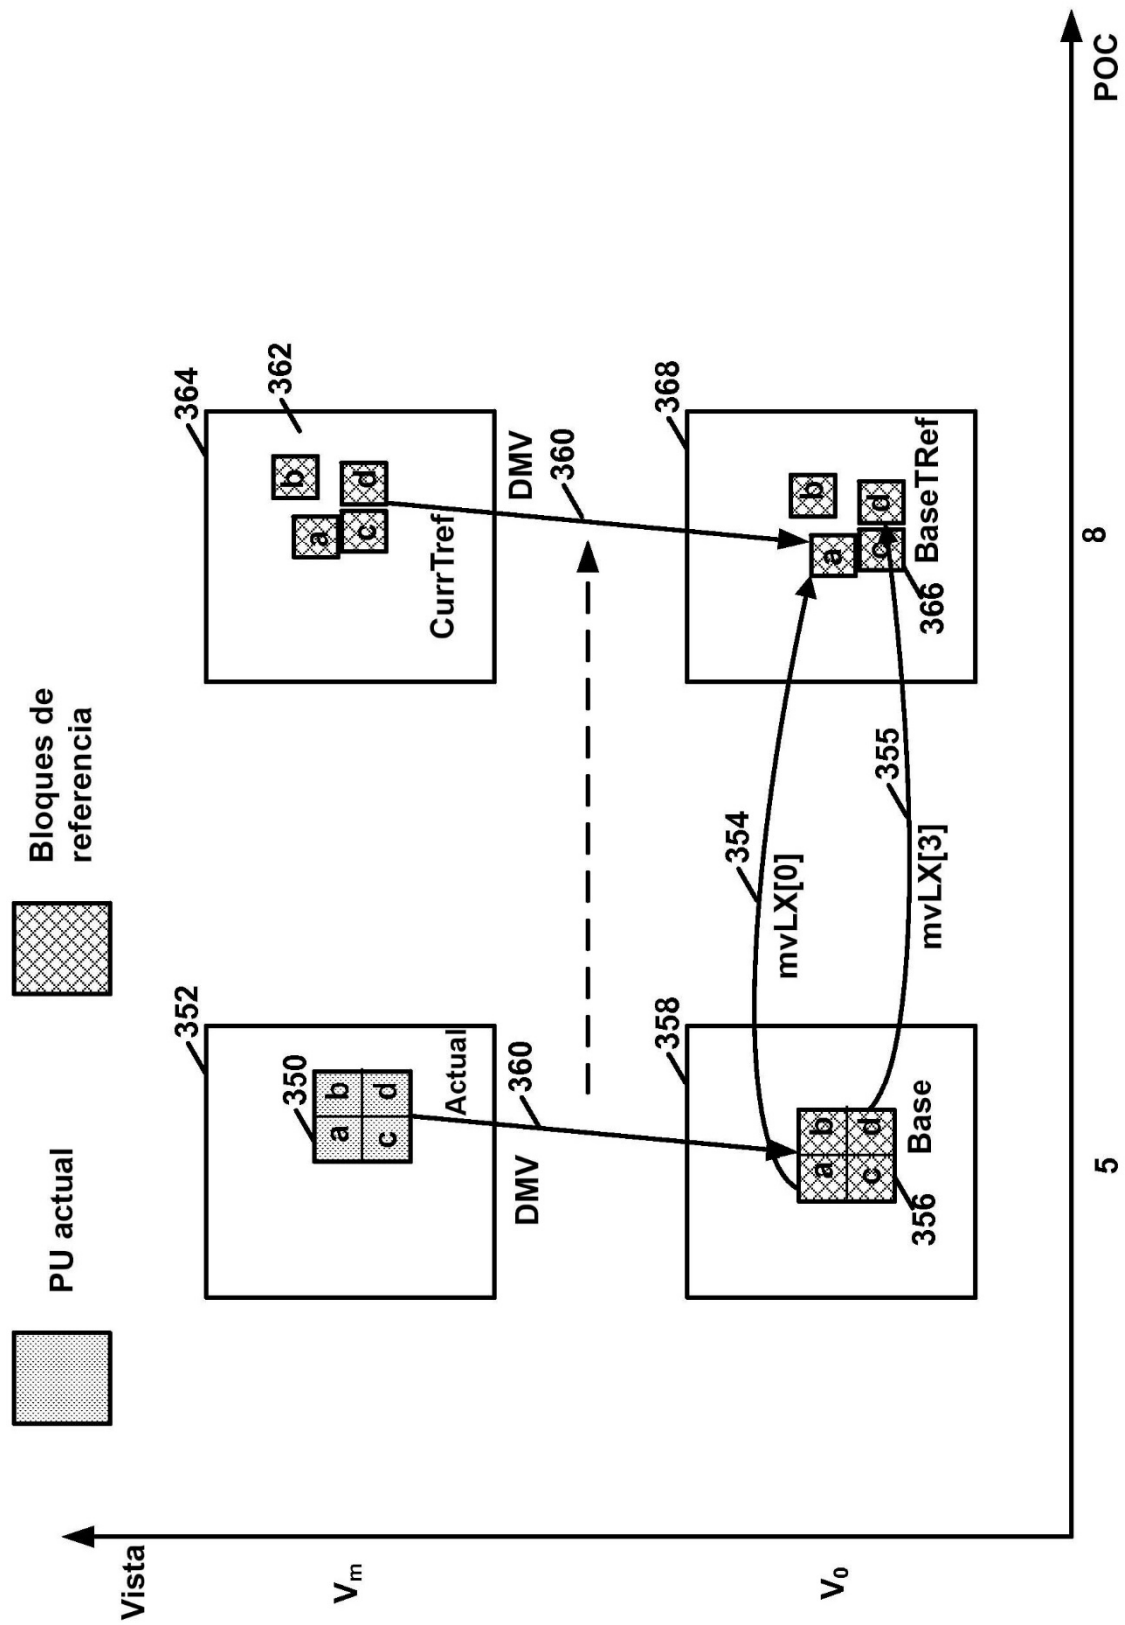 PU actual
Bloques de
referencia
Vista
Vm
V0
352
350
a b
c d
Actual
DMV
360
364
362
b
a
d
c
CurrTref
DMV
360
358
a b
c d
356
Base
354
mvLX[0]
355
mvLX[3]
368
b
a
d
c
366
BaseTRef
5
8
POC